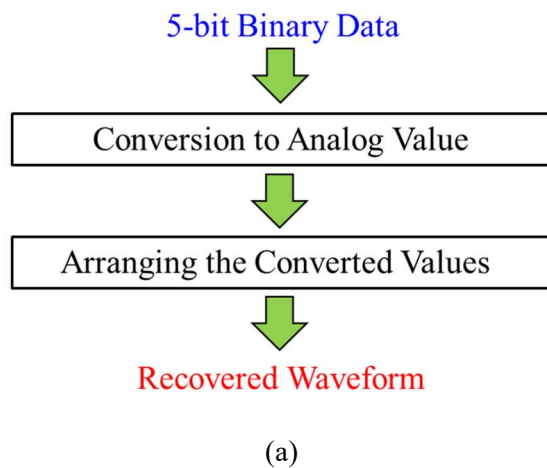 5-bit Binary Data
Conversion to Analog Value
Arranging the Converted Values
Recovered Waveform
(a)